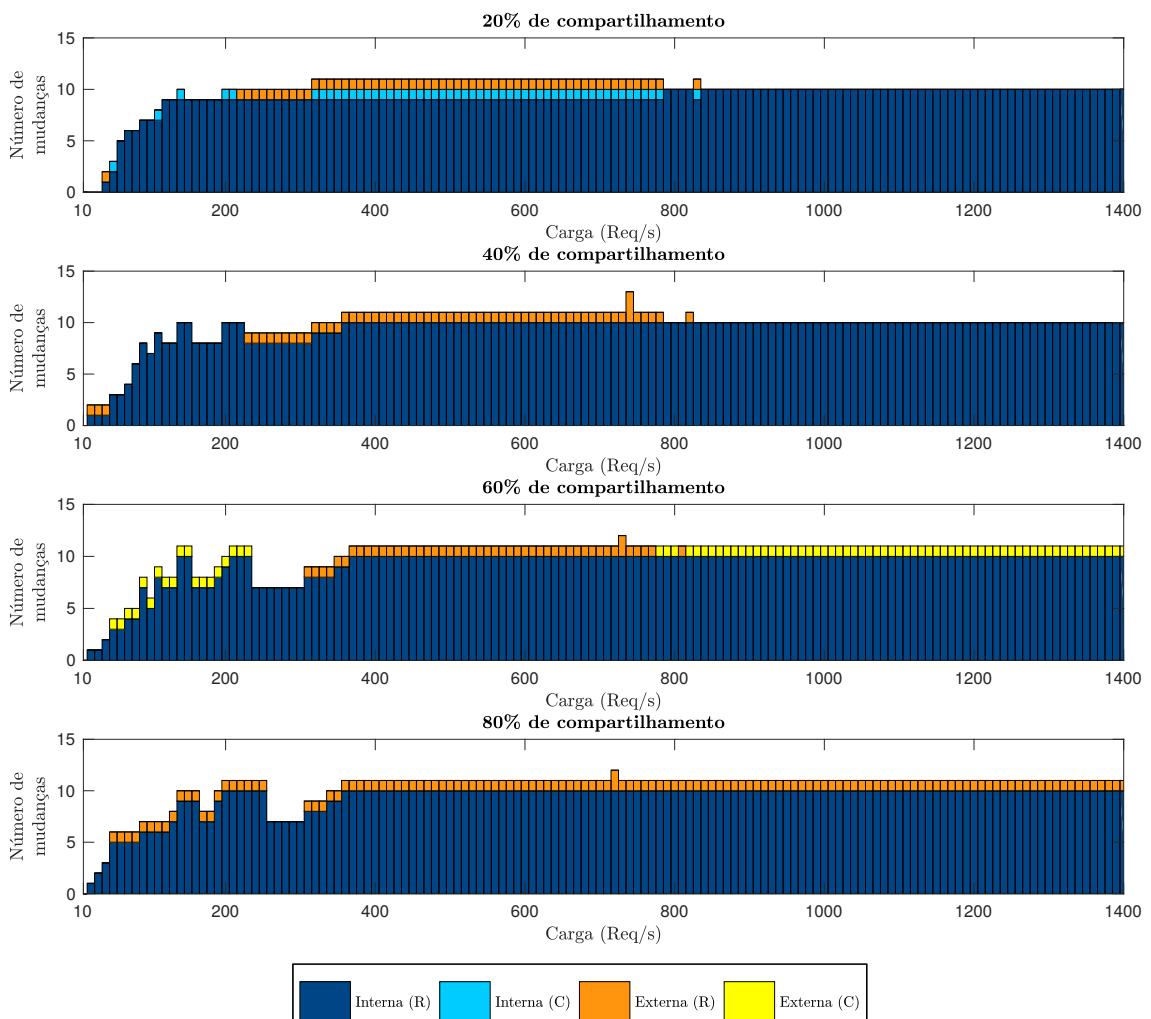 20% de compartilhamento
Número de
mudanças
15
10
5
0
10 200 400 600 800 1000 1200 1400
Carga (Req/s)
40% de compartilhamento
Número de
mudanças
15
10
5
0
10 200 400 600 800 1000 1200 1400
Carga (Req/s)
60% de compartilhamento
Número de
mudanças
15
10
5
0
10 200 400 600 800 1000 1200 1400
Carga (Req/s)
80% de compartilhamento
Número de
mudanças
15
10
5
0
10 200 400 600 800 1000 1200 1400
Carga (Req/s)
Interna (R) Interna (C) Externa (R) Externa (C)